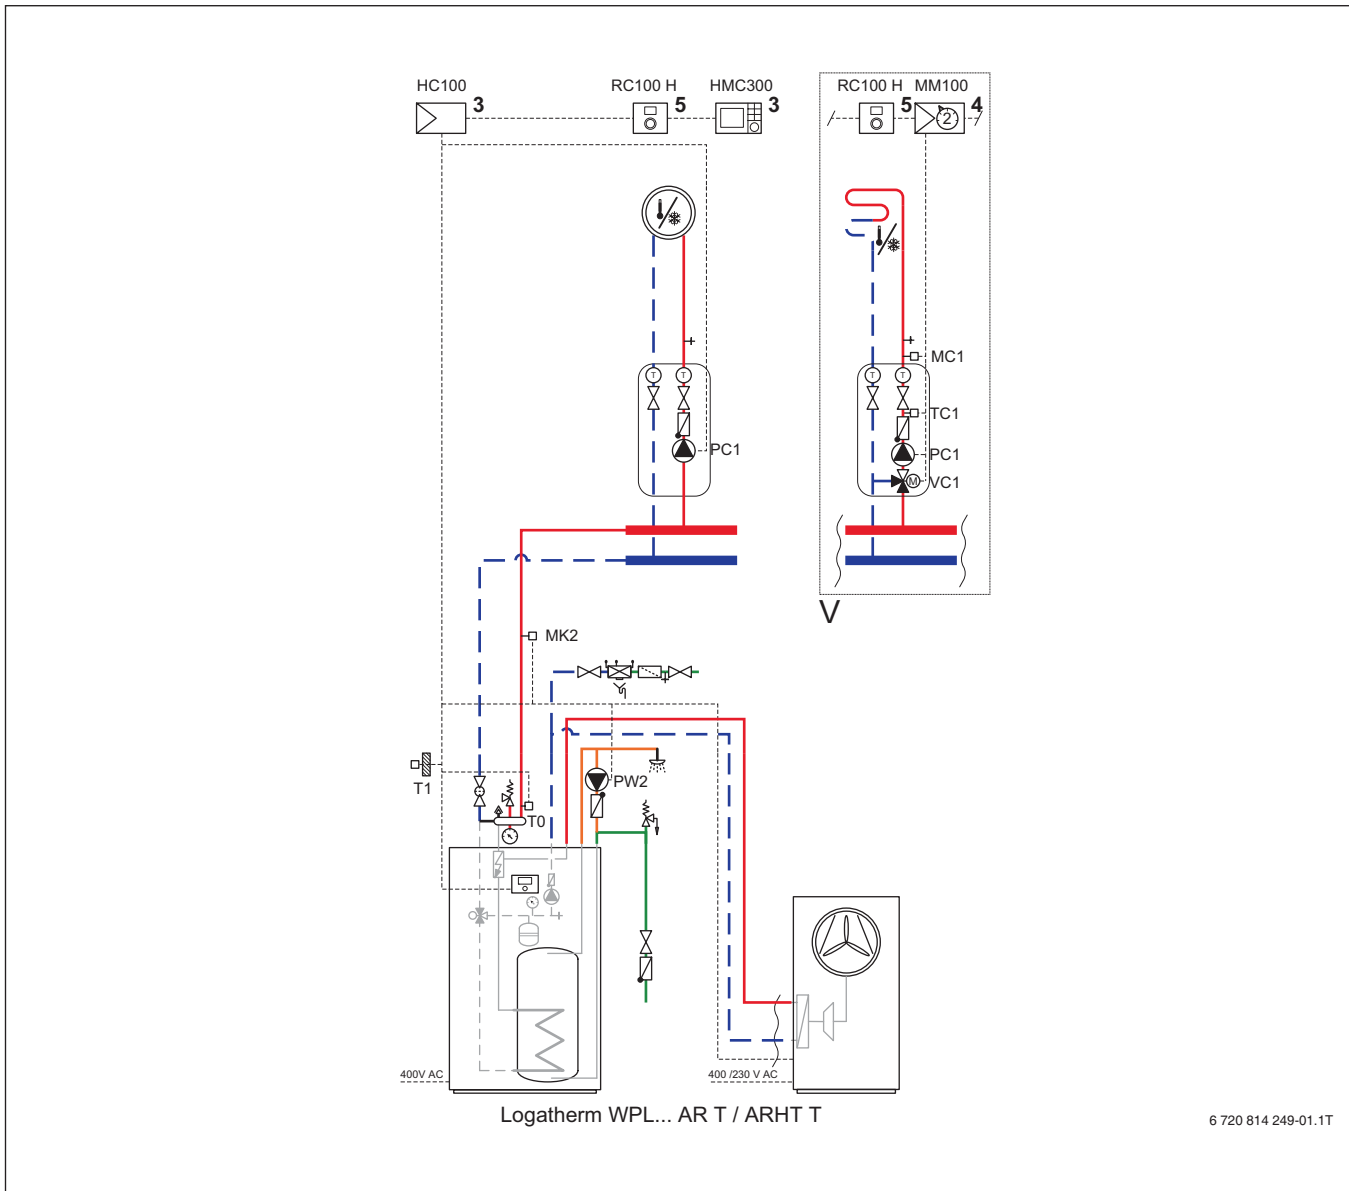 HC100
3
RC100 H
5
HMC300
3
RC100 H
5
MM100
2
4
T
T
PC1
T
T
MC1
TC1
PC1
M
VC1
V
MK2
T1
T0
PW2
400V AC
400 /230 V AC
Logatherm WPL... AR T / ARHT T
6 720 814 249-01.1T